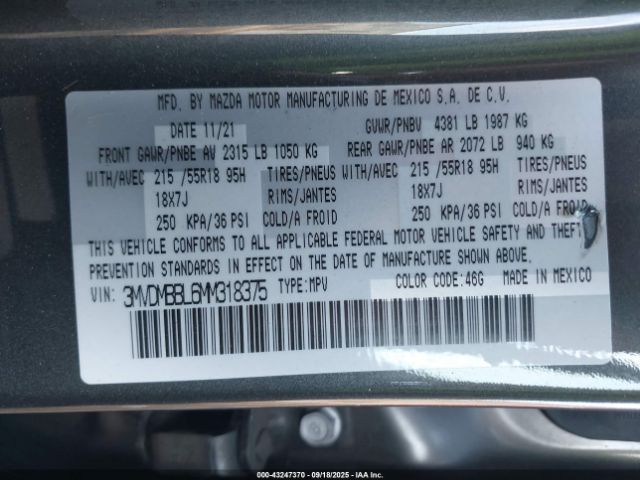 MFD. BY MAZDA MOTOR MANUFACTURING DE MEXICO S.A. DE C.V.
DATE 11/21 GVWR/PNBV 4381 LB 1987 KG
FRONT GAWR/PNBE AV 2315 LB 1050 KG REAR GAWR/PNBE AR 2072 LB 940 KG
WITH/AVEC 215 /55R18 95H TIRES/PNEUS WITH/AVEC 215 /55R18 95H TIRES/PNEUS
18X7J RIMS/JANTES 18X7J RIMS/JANTES
250 KPA/36 PSI COLD/A FROID 250 KPA/36 PSI COLD/A FROID
THIS VEHICLE CONFORMS TO ALL APPLICABLE FEDERAL MOTOR VEHICLE SAFETY AND THEFT
PREVENTION STANDARDS IN EFFECT ON THE DATE OF MANUFACTURE SHOWN ABOVE.
VIN: 3MVDMBBL6MM318375 TYPE: MPV COLOR CODE: 46G MADE IN MEXICO
000-43247370 - 09/18/2025 - IAAI.COM